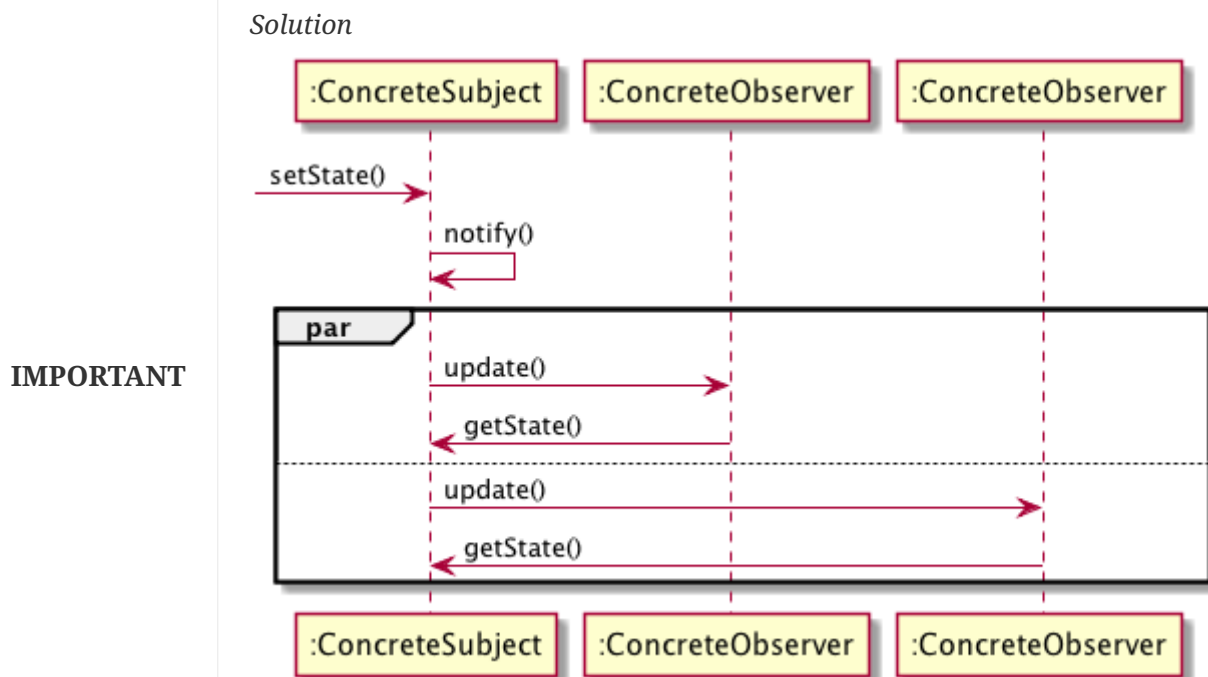 Solution
:ConcreteSubject :ConcreteObserver :ConcreteObserver
setState()
notify()
par
update()
IMPORTANT
getState()
update()
getState()
:ConcreteSubject :ConcreteObserver :ConcreteObserver